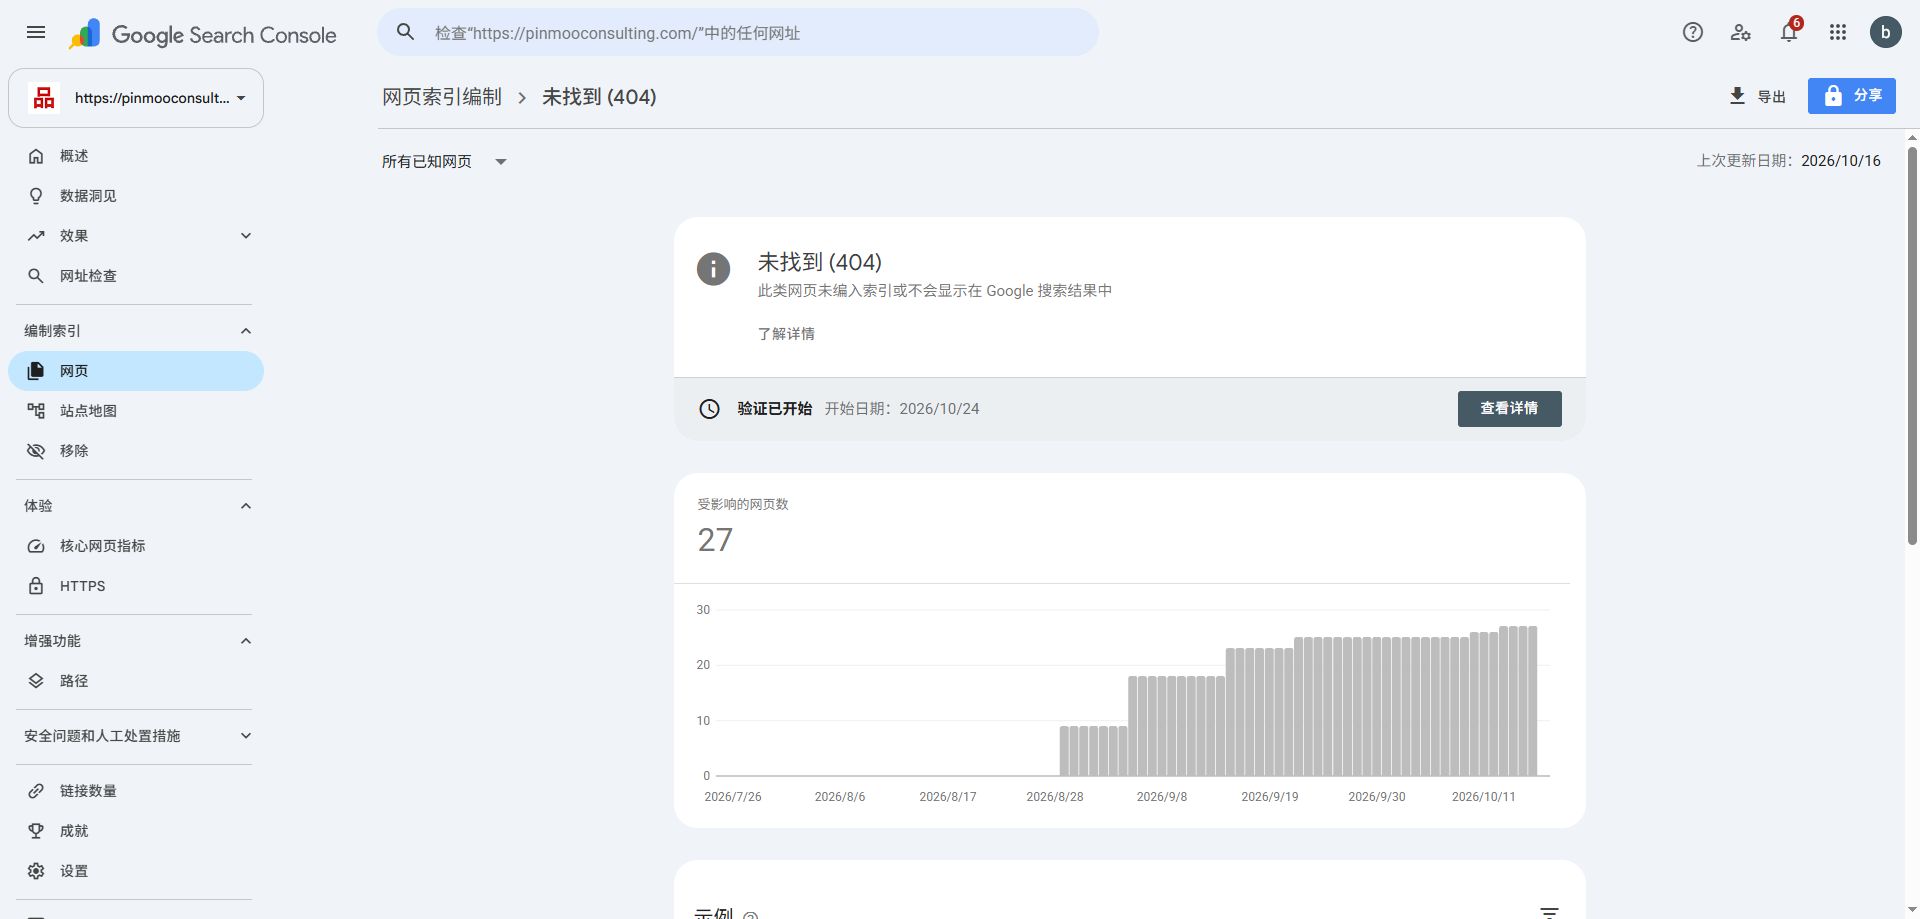 Google Search Console
检查“https://pinmooconsulting.com/”中的任何网址
6
b
品
https://pinmooconsult...
网页索引编制
未找到 (404)
导出
分享
概述
数据洞见
效果
网址检查
编制索引
网页
站点地图
移除
体验
核心网页指标
HTTPS
增强功能
路径
安全问题和人工处置措施
链接数量
成就
设置
所有已知网页
上次更新日期：2026/10/16
未找到 (404)
此类网页未编入索引或不会显示在 Google 搜索结果中
了解详情
验证已开始 开始日期：2026/10/24
查看详情
受影响的网页数
27
30
20
10
0
2026/7/26
2026/8/6
2026/8/17
2026/8/28
2026/9/8
2026/9/19
2026/9/30
2026/10/11
示例